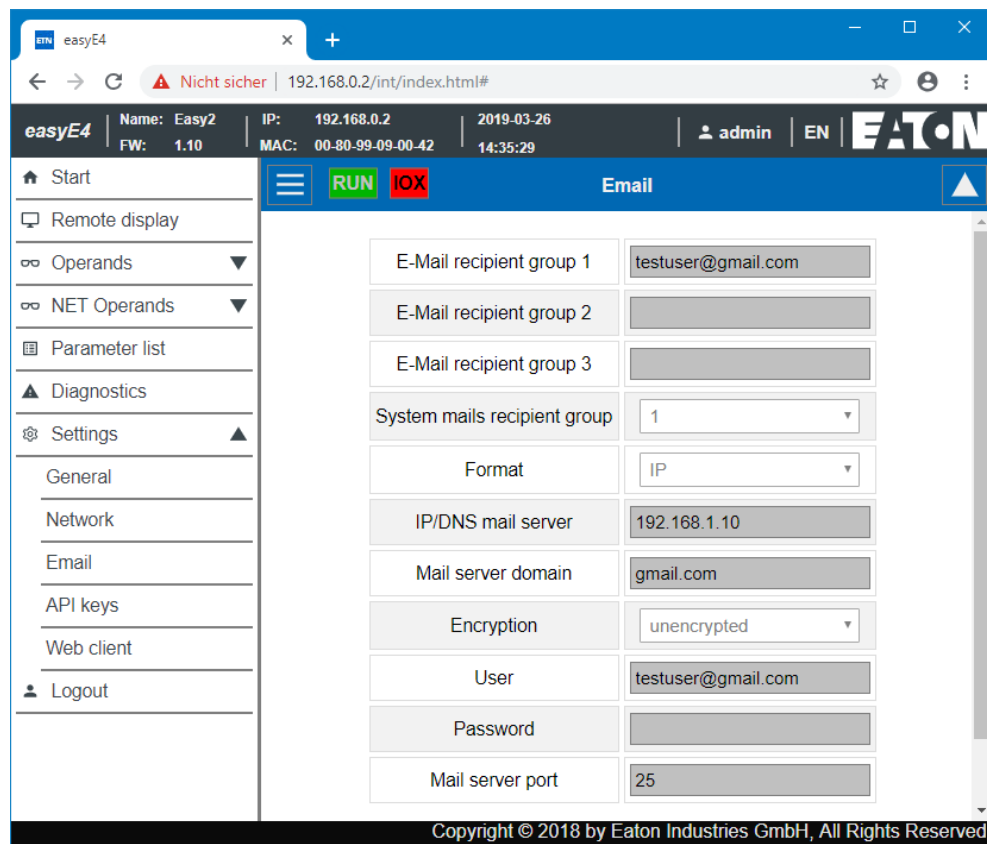 ETN easyE4
Nicht sicher | 192.168.0.2/int/index.html#
easyE4
Name: Easy2
FW: 1.10
IP: 192.168.0.2
MAC: 00-80-99-09-00-42
2019-03-26
14:35:29
admin
EN
EATON
Start
Remote display
Operands
NET Operands
Parameter list
Diagnostics
Settings
General
Network
Email
API keys
Web client
Logout
RUN IOX Email
E-Mail recipient group 1 testuser@gmail.com
E-Mail recipient group 2
E-Mail recipient group 3
System mails recipient group 1
Format IP
IP/DNS mail server 192.168.1.10
Mail server domain gmail.com
Encryption unencrypted
User testuser@gmail.com
Password
Mail server port 25
Copyright © 2018 by Eaton Industries GmbH, All Rights Reserved